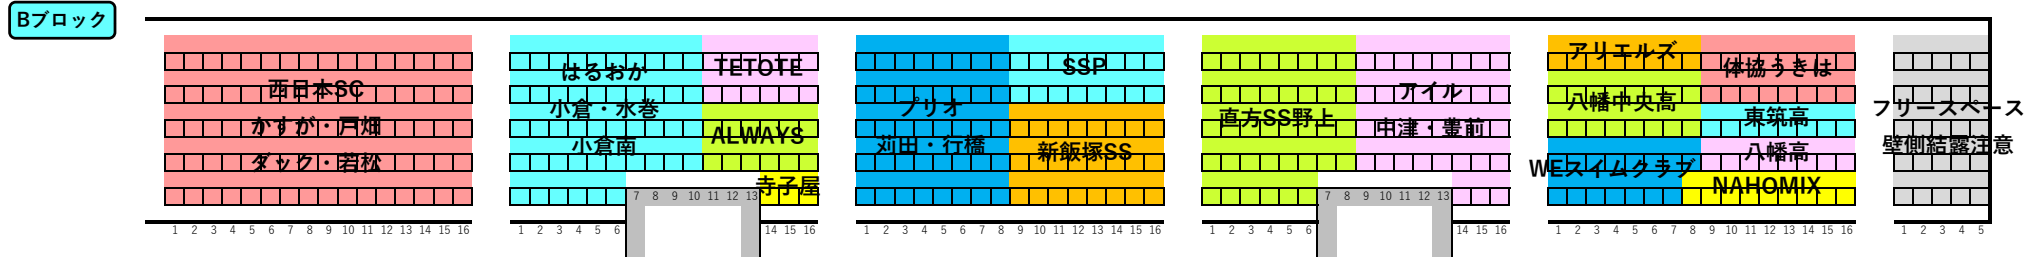 Bブロック
西日本SC
かすが・戸畑
ダック・若松
はるおか
小倉・水巻
小倉南
TETOTE
ALWAYS
寺子屋
プリオ
苅田・行橋
SSP
新飯塚SS
直方SS野上
アイル
中津・豊前
アリエルズ
八幡中央高
WEスイムクラブ
体協うきは
東筑高
八幡高
NAHOMIX
フリースペース
壁側結露注意
7 8 9 10 11 12 13
7 8 9 10 11 12 13
1 2 3 4 5 6 7 8 9 10 11 12 13 14 15 16
1 2 3 4 5 6
14 15 16
1 2 3 4 5 6 7 8 9 10 11 12 13 14 15 16
1 2 3 4 5 6
14 15 16
1 2 3 4 5 6 7 8 9 10 11 12 13 14 15 16
1 2 3 4 5